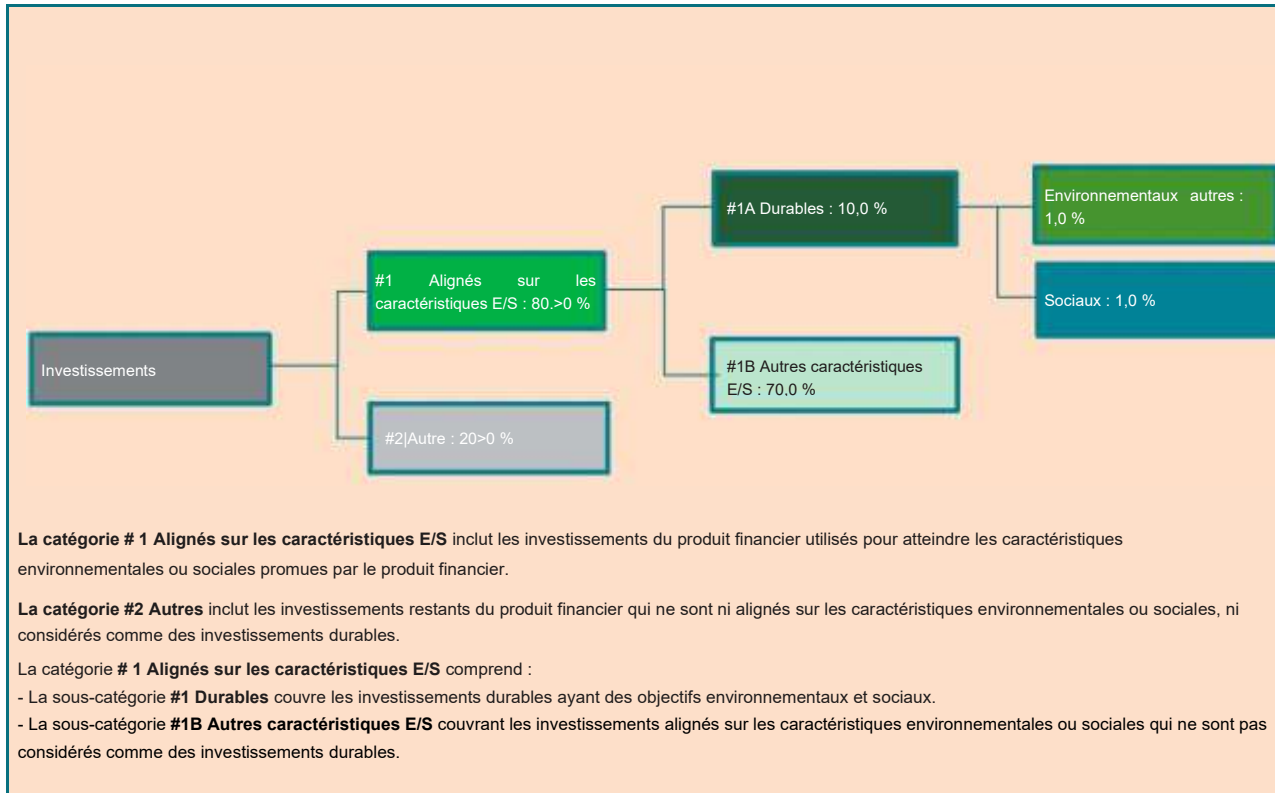 #1A Durables : 10,0 %
Environnementaux autres :
1,0 %
#1 Alignés sur les
caractéristiques E/S : 80.>0 %
Sociaux : 1,0 %
Investissements
#1B Autres caractéristiques
E/S : 70,0 %
#2|Autre : 20>0 %
La catégorie # 1 Alignés sur les caractéristiques E/S inclut les investissements du produit financier utilisés pour atteindre les caractéristiques
environnementales ou sociales promues par le produit financier.
La catégorie #2 Autres inclut les investissements restants du produit financier qui ne sont ni alignés sur les caractéristiques environnementales ou sociales, ni
considérés comme des investissements durables.
La catégorie # 1 Alignés sur les caractéristiques E/S comprend :
- La sous-catégorie #1 Durables couvre les investissements durables ayant des objectifs environnementaux et sociaux.
- La sous-catégorie #1B Autres caractéristiques E/S couvrant les investissements alignés sur les caractéristiques environnementales ou sociales qui ne sont pas
considérés comme des investissements durables.